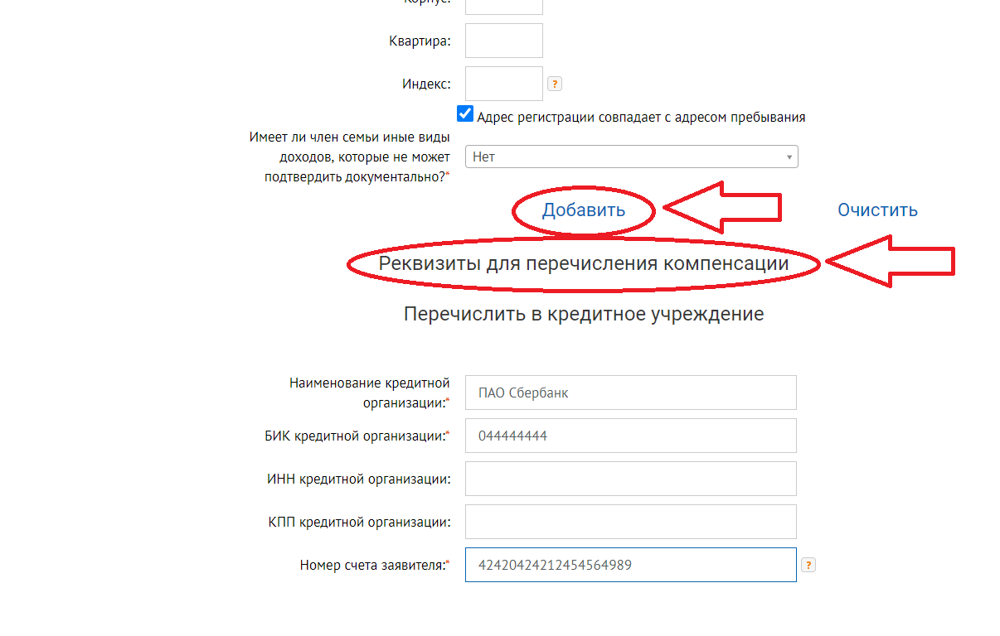 Корпус:
Квартира:
Индекс:
?
Адрес регистрации совпадает с адресом пребывания
Имеет ли член семьи иные виды
доходов, которые не может
подтвердить документально?*
Нет
Добавить
Очистить
Реквизиты для перечисления компенсации
Перечислить в кредитное учреждение
Наименование кредитной
организации:*
ПАО Сбербанк
БИК кредитной организации:*
044444444
ИНН кредитной организации:
КПП кредитной организации:
Номер счета заявителя:*
42420424212454564989
?